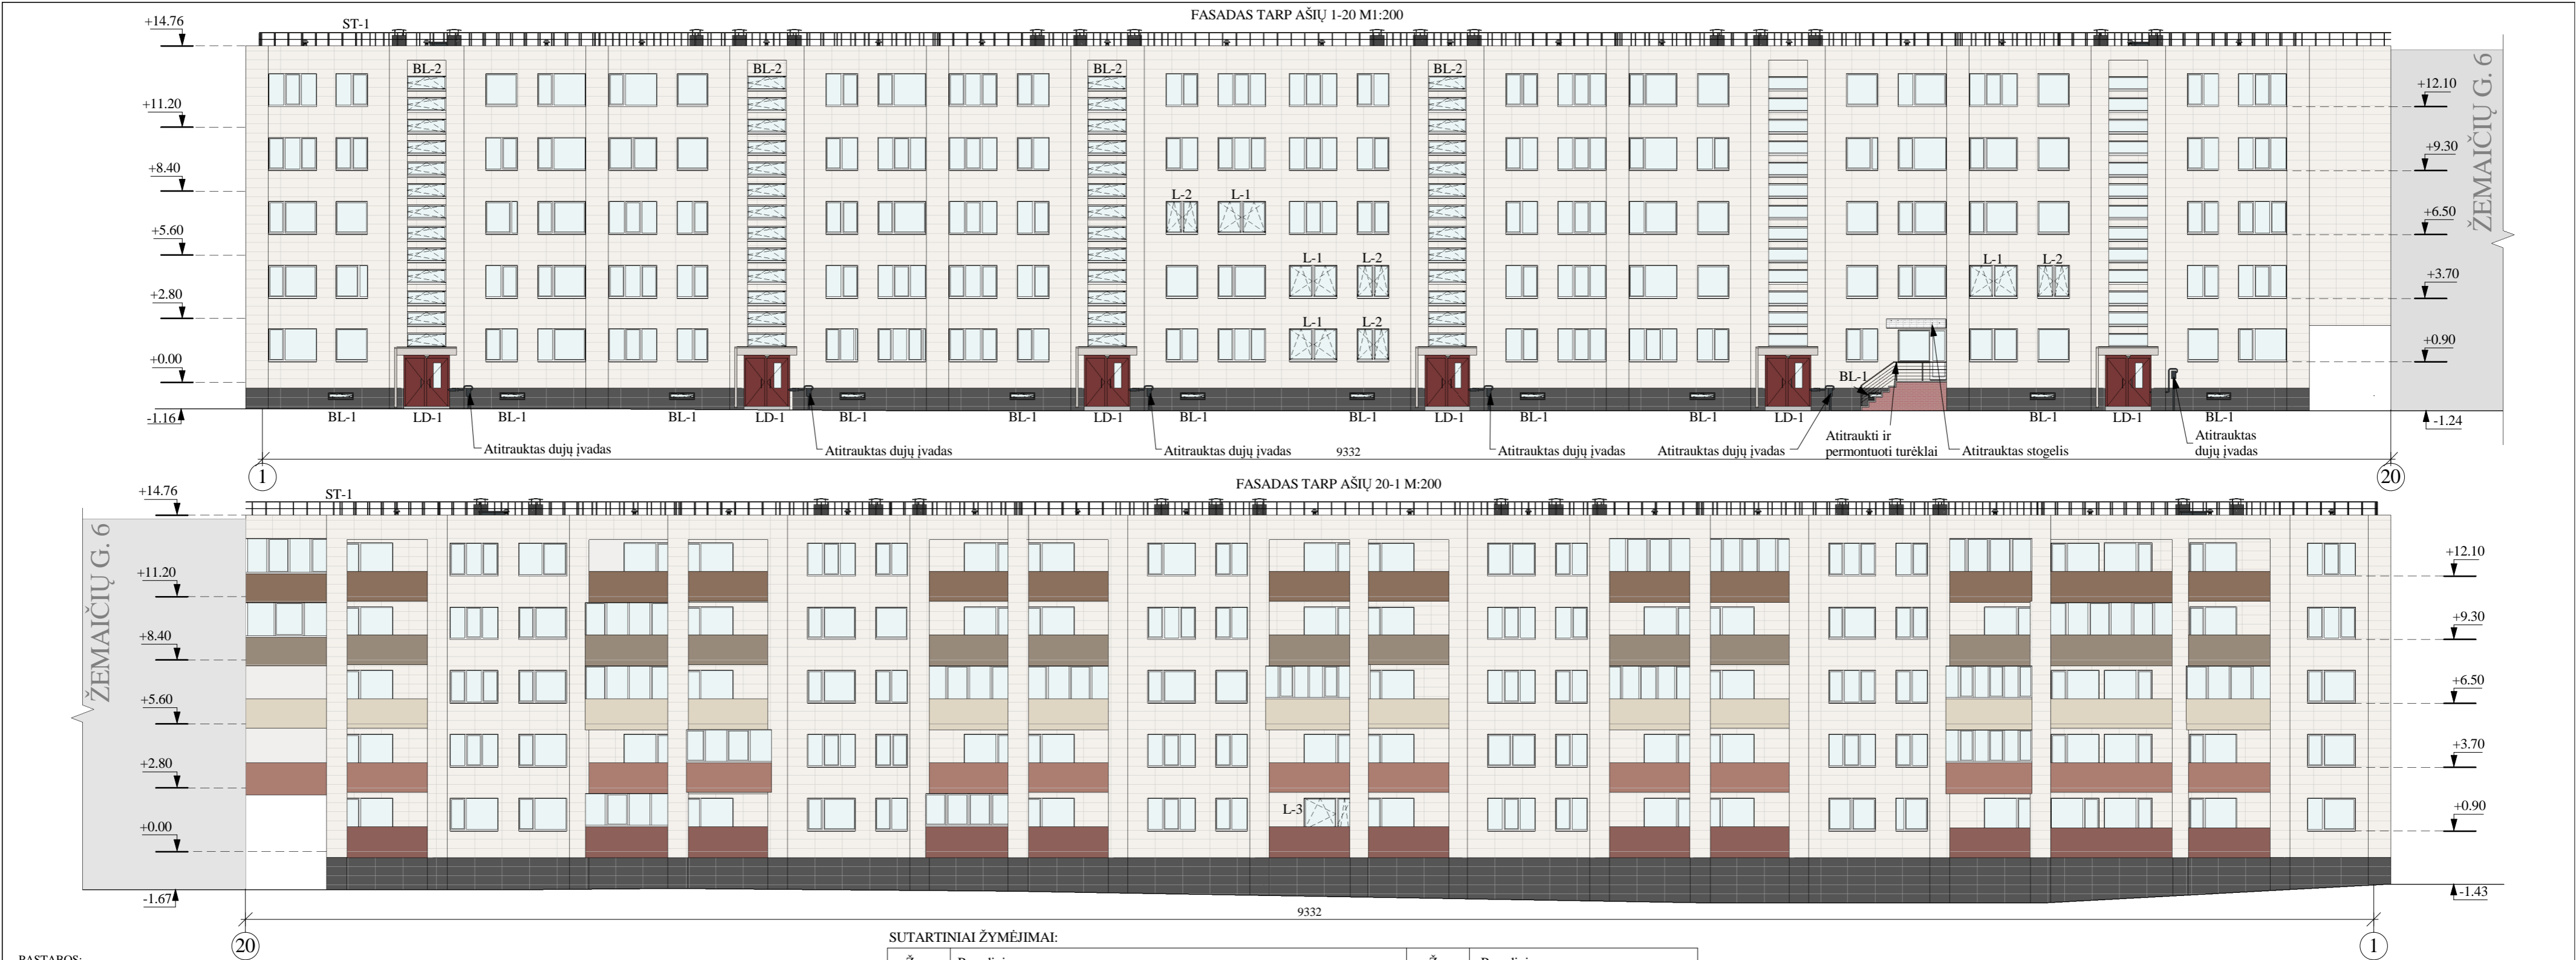 FASADAS TARP AŠIŲ 1-20 M1:200
+14.76
ST-1
BL-2 BL-2 BL-2 BL-2
+11.20
+12.10
ŽEMAIČIŲ G. 6
+8.40
+9.30
L-2 L-1
+5.60
+6.50
L-1 L-2 L-1 L-2
+2.80
+3.70
L-1 L-2
+0.00
+0.90
BL-1
-1.16
BL-1 LD-1 BL-1 BL-1 LD-1 BL-1 BL-1 LD-1 BL-1 BL-1 LD-1 BL-1 BL-1 LD-1 BL-1 LD-1 BL-1
-1.24
Atitrauktas dujų įvadas Atitrauktas dujų įvadas Atitrauktas dujų įvadas Atitrauktas dujų įvadas Atitrauktas dujų įvadas
Atitraukti ir
permontuoti turėklai
Atitrauktas stogelis
Atitrauktas
dujų įvadas
9332
1 20
FASADAS TARP AŠIŲ 20-1 M:200
+14.76
ST-1
ŽEMAIČIŲ G. 6
+11.20
+12.10
+8.40
+9.30
+5.60
+6.50
+2.80
+3.70
L-3
+0.00
+0.90
-1.67
-1.43
9332
20 1
SUTARTINIAI ŽYMĖJIMAI:
PASTABOS: